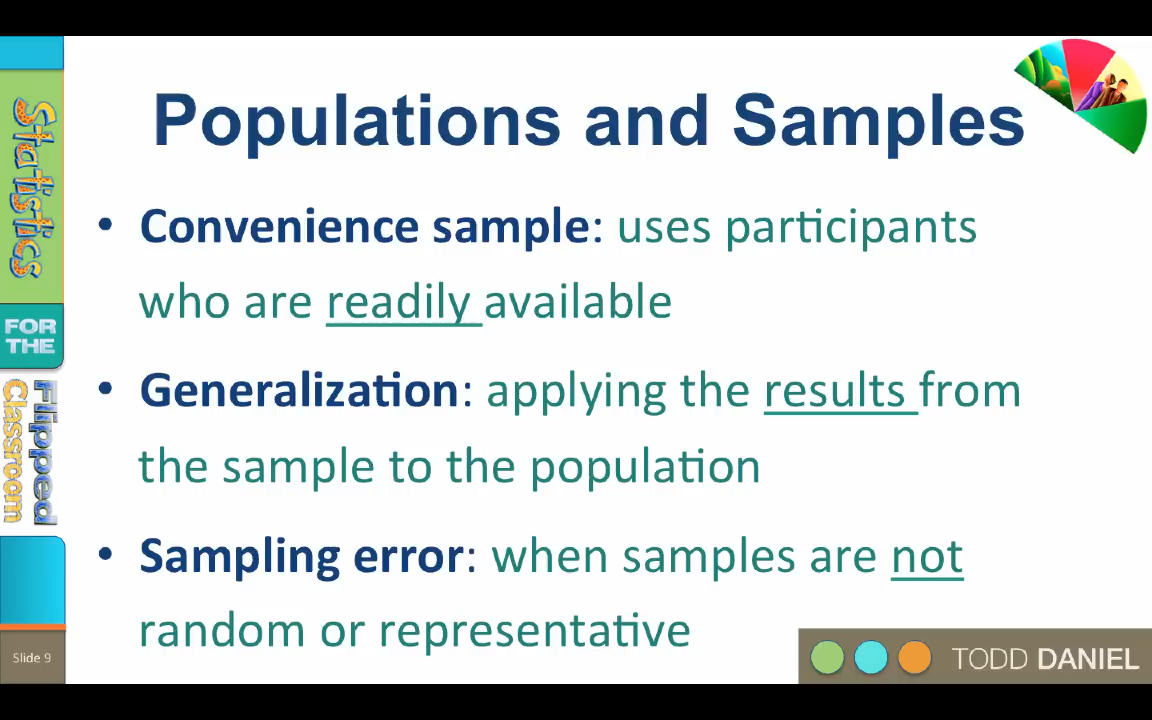 Populations and Samples
• Convenience sample: uses participants
who are readily available
• Generalization: applying the results from
the sample to the population
• Sampling error: when samples are not
random or representative
Statistics
FOR THE
Flipped
Classroom
Slide 9
TODD DANIEL